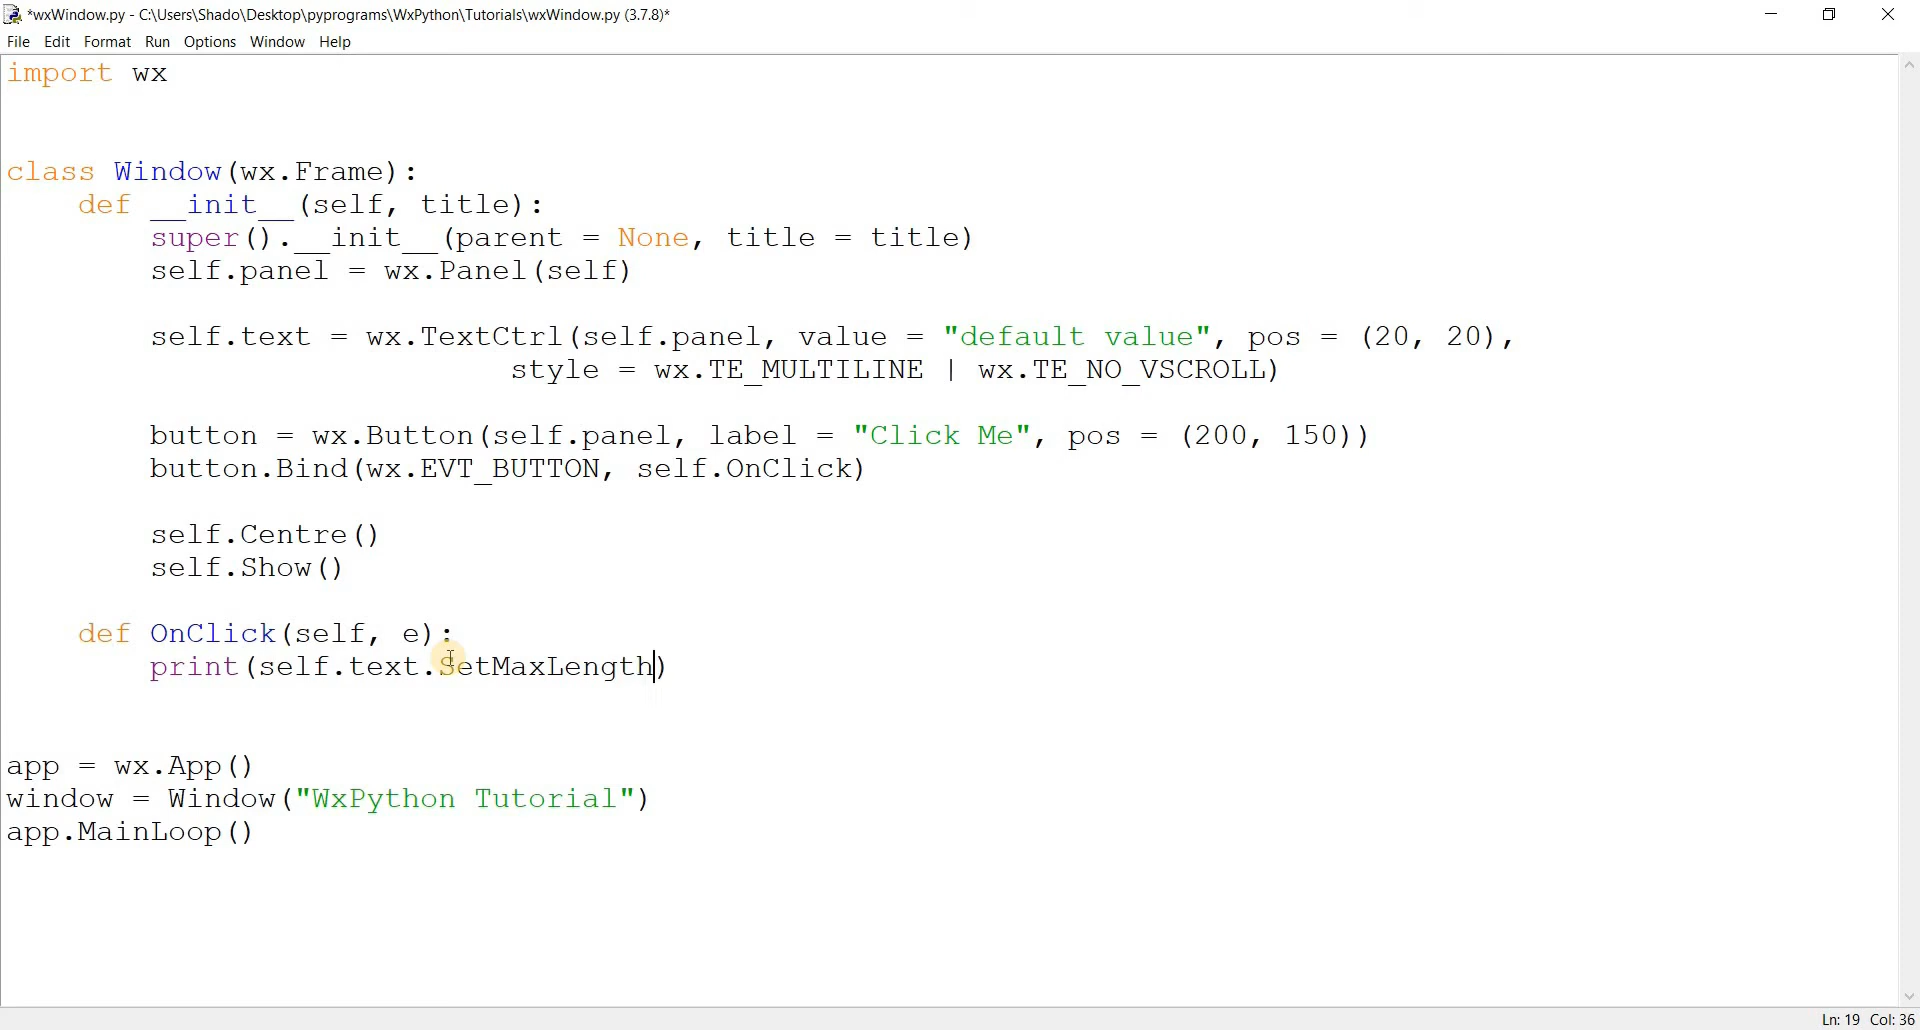 *wxWindow.py - C:\Users\Shado\Desktop\pyprograms\WxPython\Tutorials\wxWindow.py (3.7.8)*
File Edit Format Run Options Window Help
import wx
class Window(wx.Frame):
    def __init__(self, title):
        super().__init__(parent = None, title = title)
        self.panel = wx.Panel(self)
        self.text = wx.TextCtrl(self.panel, value = "default value", pos = (20, 20),
                            style = wx.TE_MULTILINE | wx.TE_NO_VSCROLL)
        button = wx.Button(self.panel, label = "Click Me", pos = (200, 150))
        button.Bind(wx.EVT_BUTTON, self.OnClick)
        self.Centre()
        self.Show()
    def OnClick(self, e):
        print(self.text.SetMaxLength)
app = wx.App()
window = Window("WxPython Tutorial")
app.MainLoop()
Ln: 19 Col: 36